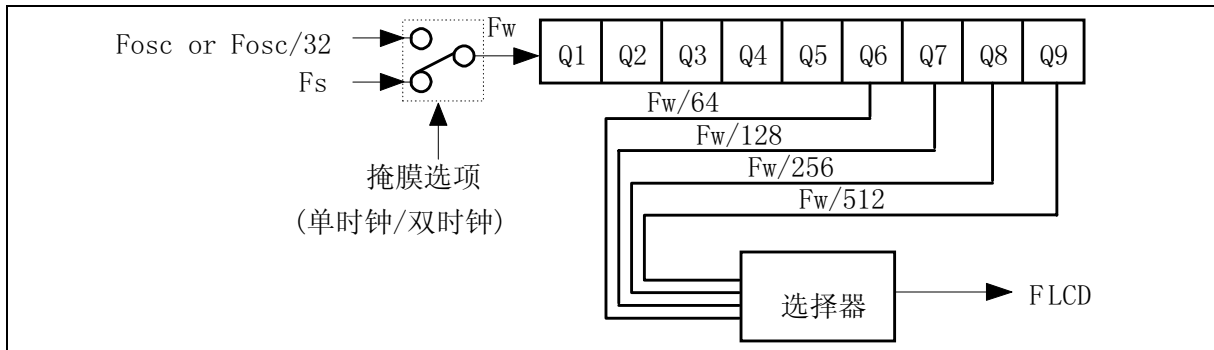 Fosc or Fosc/32
Fs
Fw
Q1 Q2 Q3 Q4 Q5 Q6 Q7 Q8 Q9
Fw/64
Fw/128
Fw/256
Fw/512
掩膜选项
(单时钟/双时钟)
选择器
FLCD